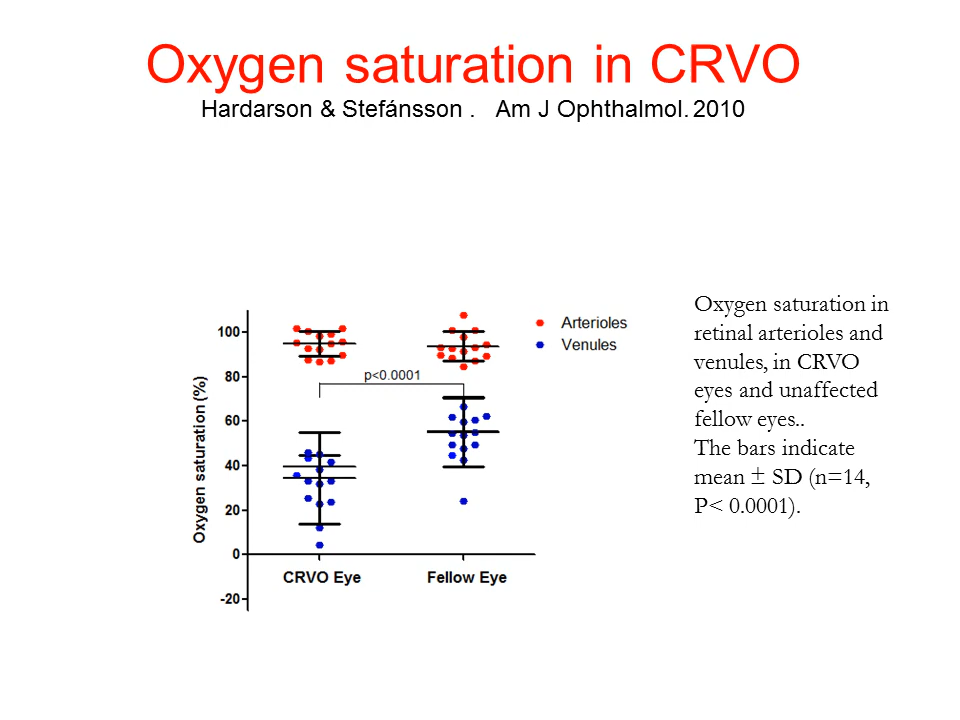 Oxygen saturation in CRVO
Hardarson & Stefánsson . Am J Ophthalmol. 2010
Oxygen saturation in
retinal arterioles and
venules, in CRVO
eyes and unaffected
fellow eyes..
The bars indicate
mean ± SD (n=14,
P< 0.0001).
Arterioles
Venules
p<0.0001
Oxygen saturation (%)
100
80
60
40
20
0
-20
CRVO Eye
Fellow Eye